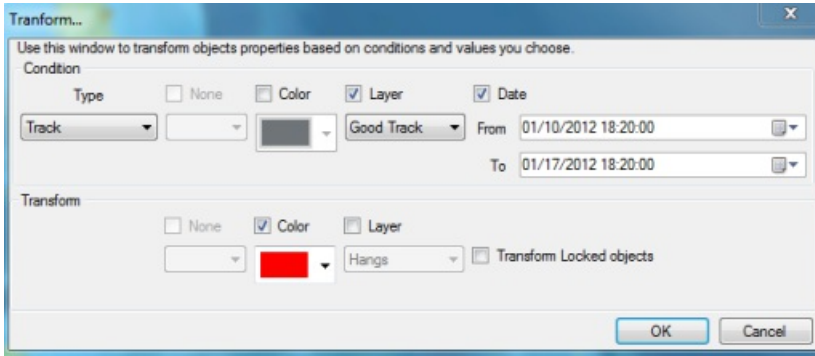 Tranform...
x
Use this window to transform objects properties based on conditions and values you choose.
Condition
Type None Color Layer Date
Track Good Track From 01/10/2012 18:20:00
To 01/17/2012 18:20:00
Transform
None Color Layer
Hangs Transform Locked objects
OK Cancel